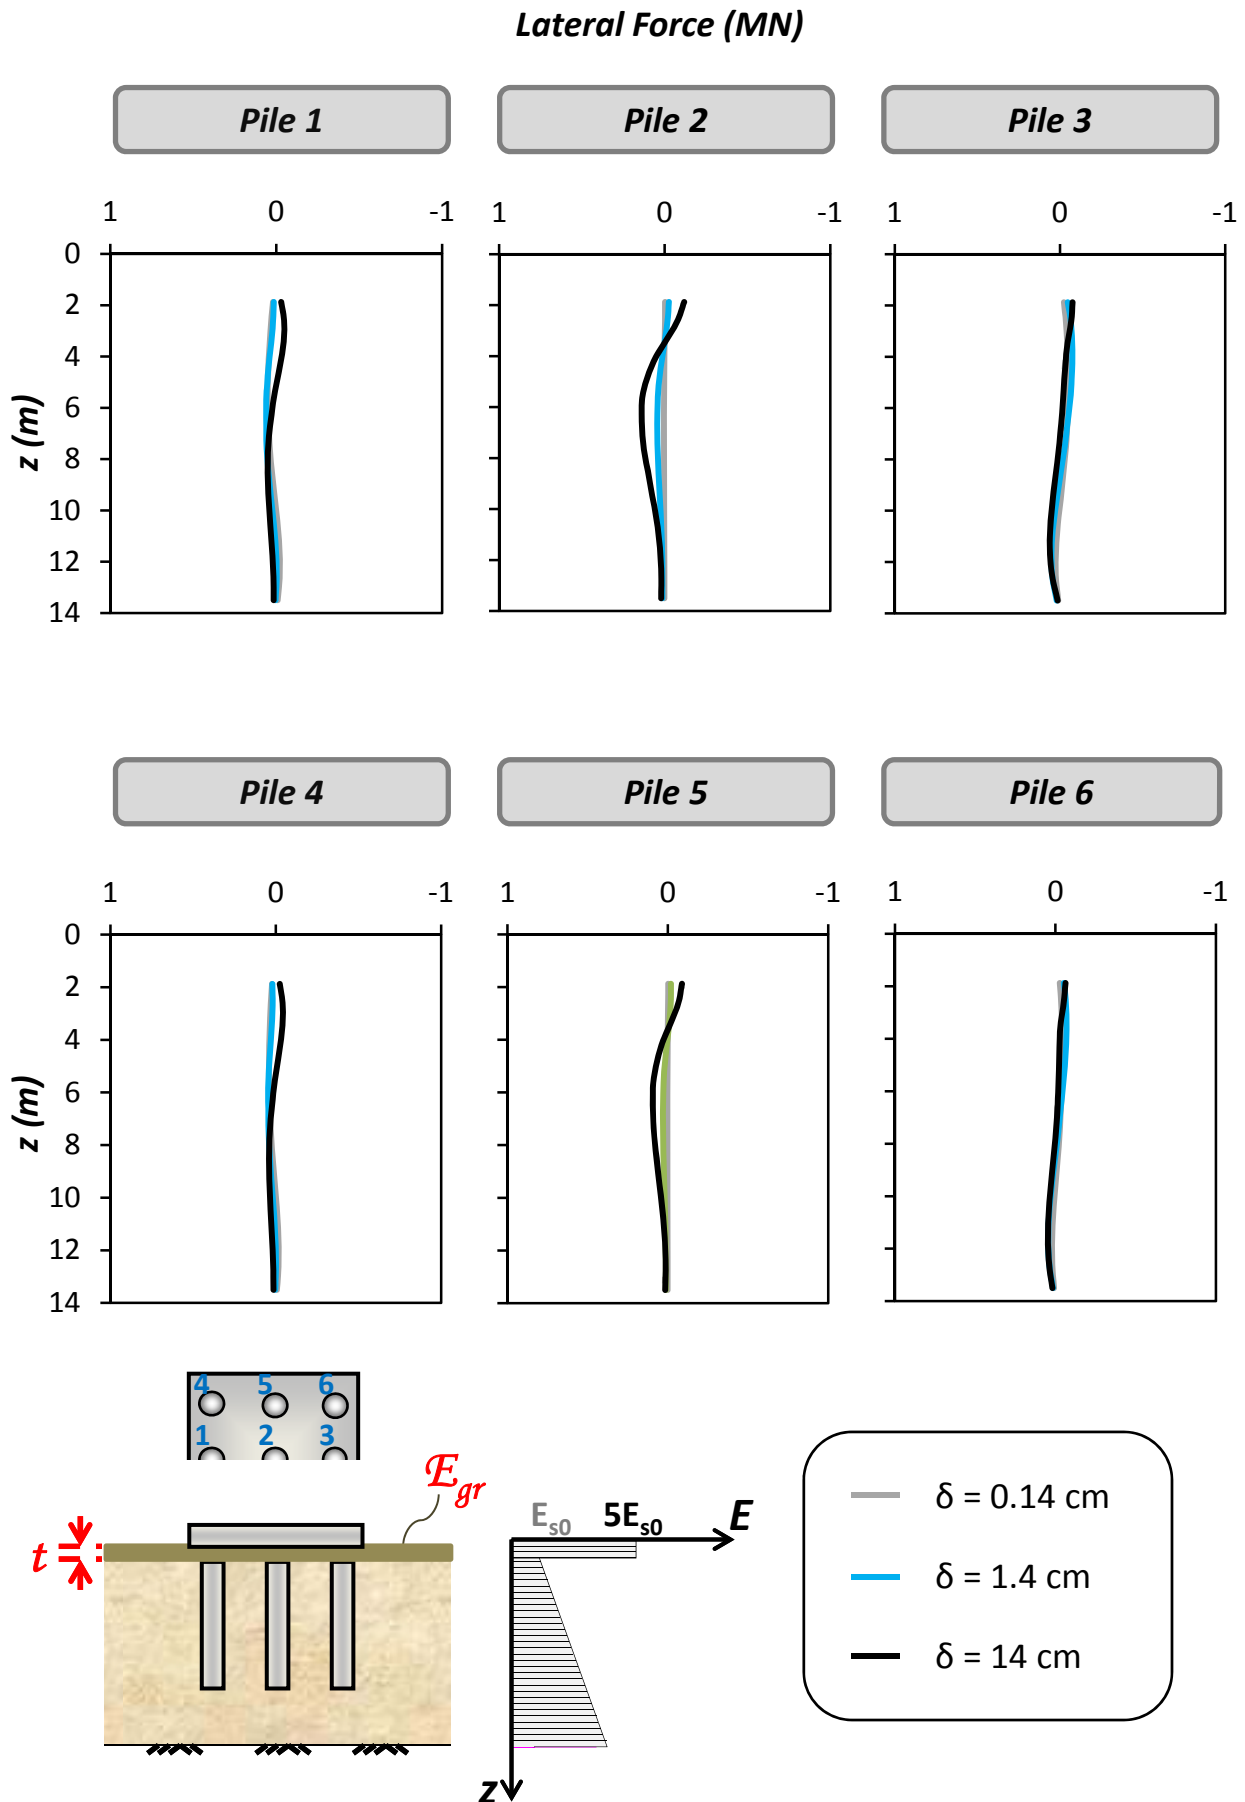 Lateral Force (MN)
Pile 1 Pile 2 Pile 3
1 0 -1 1 0 -1 1 0 -1
0
2
4
6
8
10
12
14
z (m)
Pile 4 Pile 5 Pile 6
1 0 -1 1 0 -1 1 0 -1
0
2
4
6
8
10
12
14
z (m)
4 5 6
1 2 3
E_gr
t
E_s0 5E_s0 E
z
δ = 0.14 cm
δ = 1.4 cm
δ = 14 cm